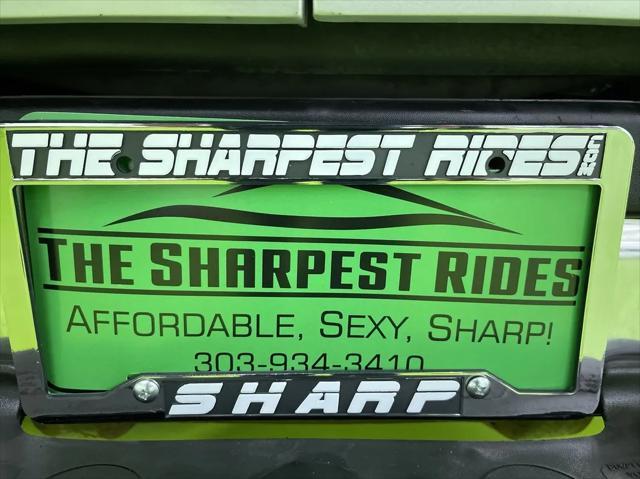 THE SHARPEST RIDES.COM
THE SHARPEST RIDES
AFFORDABLE, SEXY, SHARP!
303-934-3410
SHARP